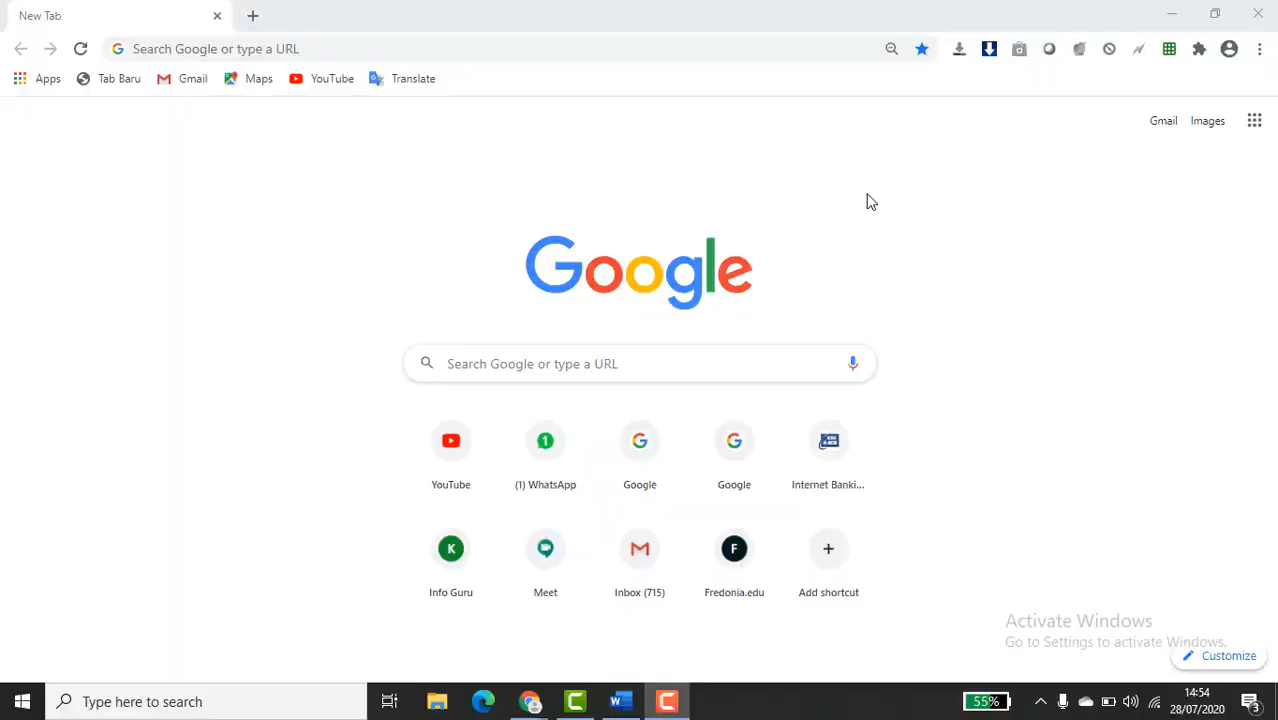 New Tab
Search Google or type a URL
Apps Tab Baru Gmail Maps YouTube Translate
Gmail Images
Google
Search Google or type a URL
1
YouTube (1) WhatsApp Google Google Internet Banki...
K F
Info Guru Meet Inbox (715) Fredonia.edu Add shortcut
Activate Windows
Go to Settings to activate Windows.
Customize
Type here to search
55%
14:54
28/07/2020
3